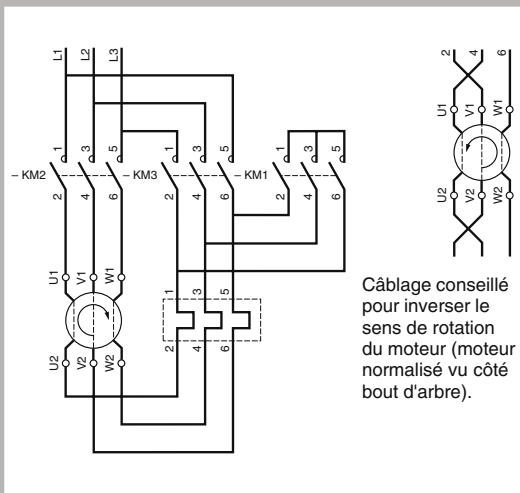 L1 L2 L3
– KM2 1 3 5
2 4 6
– KM3 1 3 5
2 4 6
– KM1 1 3 5
2 4 6
U1 V1 W1
U2 V2 W2
1 3 5
2 4 6
2 4 6
U1 V1 W1
U2 V2 W2
Câblage conseillé
pour inverser le
sens de rotation
du moteur (moteur
normalisé vu côté
bout d'arbre).